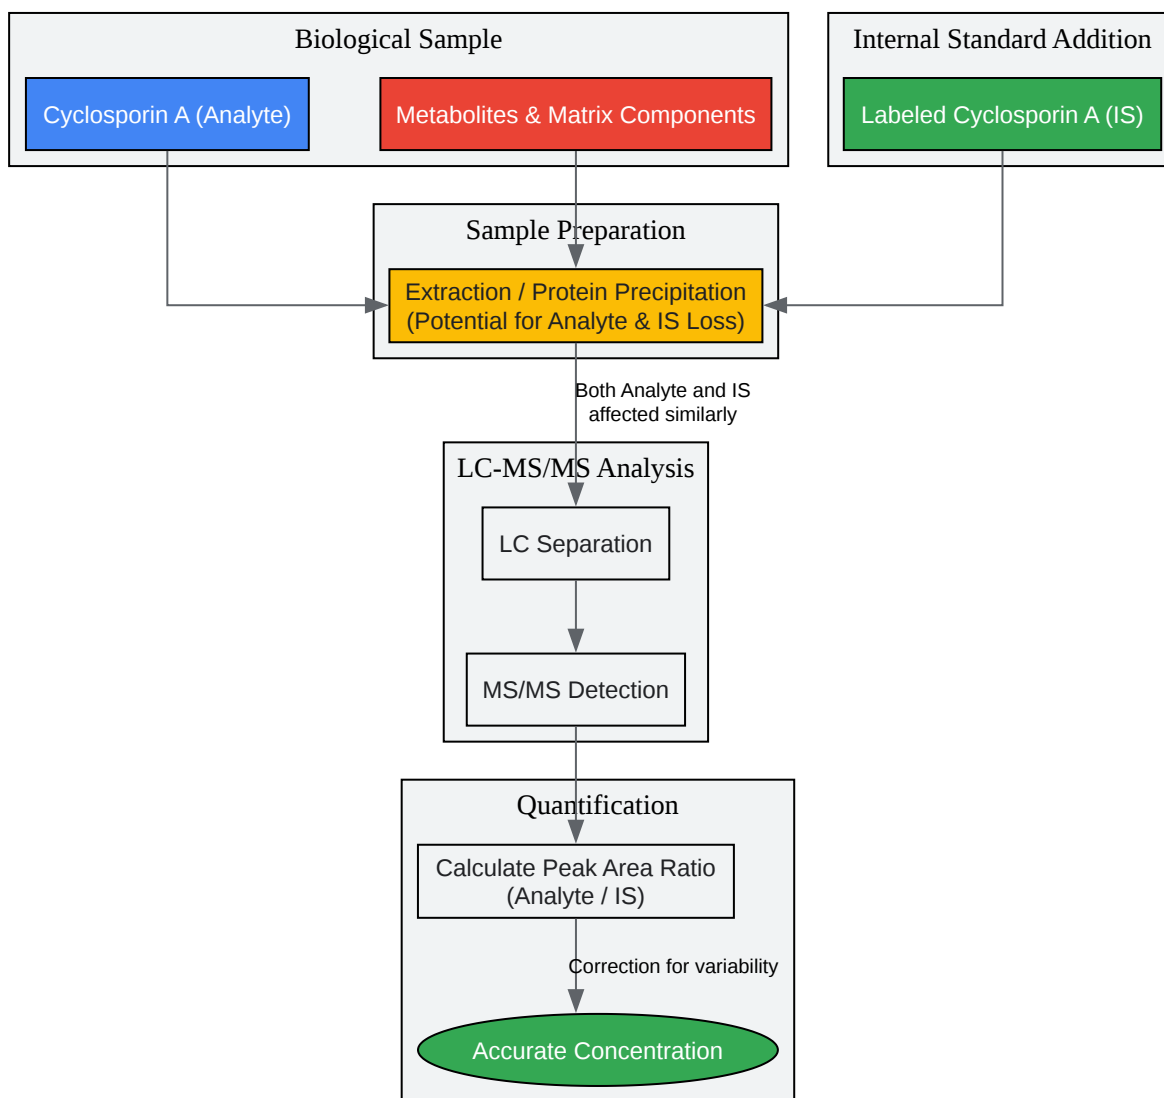 Biological Sample
Internal Standard Addition
Cyclosporin A (Analyte)
Metabolites & Matrix Components
Labeled Cyclosporin A (IS)
Sample Preparation
Extraction / Protein Precipitation
(Potential for Analyte & IS Loss)
Both Analyte and IS
affected similarly
LC-MS/MS Analysis
LC Separation
MS/MS Detection
Quantification
Calculate Peak Area Ratio
(Analyte / IS)
Correction for variability
Accurate Concentration